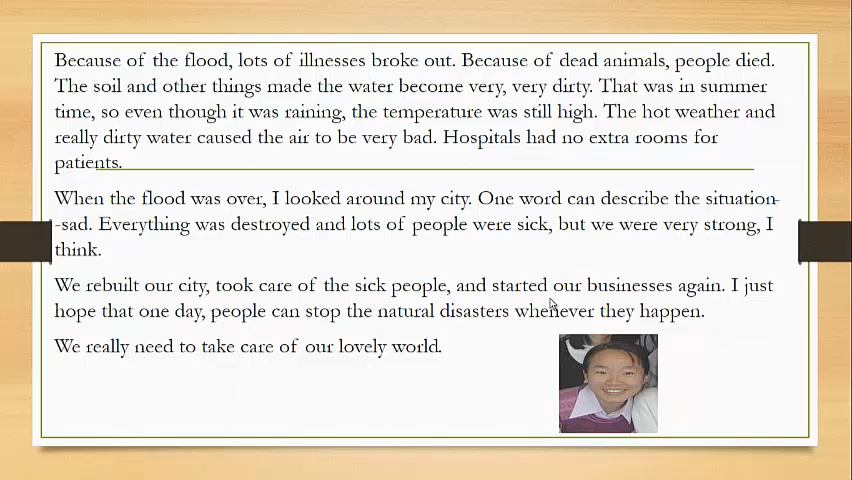 Because of the flood, lots of illnesses broke out. Because of dead animals, people died.
The soil and other things made the water become very, very dirty. That was in summer
time, so even though it was raining, the temperature was still high. The hot weather and
really dirty water caused the air to be very bad. Hospitals had no extra rooms for
patients.
When the flood was over, I looked around my city. One word can describe the situation-
-sad. Everything was destroyed and lots of people were sick, but we were very strong, I
think.
We rebuilt our city, took care of the sick people, and started our businesses again. I just
hope that one day, people can stop the natural disasters whenever they happen.
We really need to take care of our lovely world.